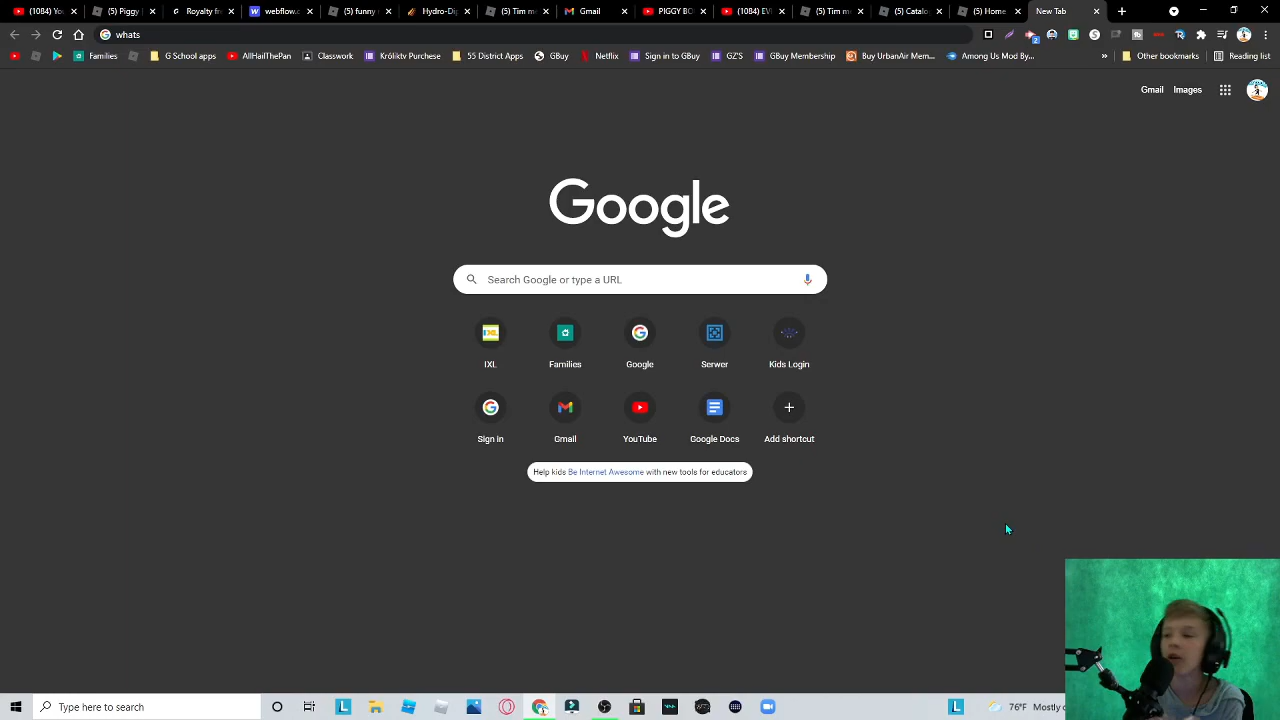 (1084) You
(5) Piggy
Royalty fr
webflow.c
(5) funny
Hydro-Dip
(5) Tim m
Gmail
PIGGY BO
(1084) EV
(5) Tim m
(5) Catalo
(5) Home
New Tab
whats
Families
G School apps
AllHailThePan
Classwork
Króliktv Purchese
55 District Apps
GBuy
Netflix
Sign in to GBuy
GZ'S
GBuy Membership
Buy UrbanAir Mem...
Among Us Mod By...
»
Other bookmarks
Reading list
Gmail
Images
Google
Search Google or type a URL
IXL
Families
Google
Serwer
Kids Login
Sign in
Gmail
YouTube
Google Docs
Add shortcut
Help kids Be Internet Awesome with new tools for educators
Type here to search
76°F Mostly c